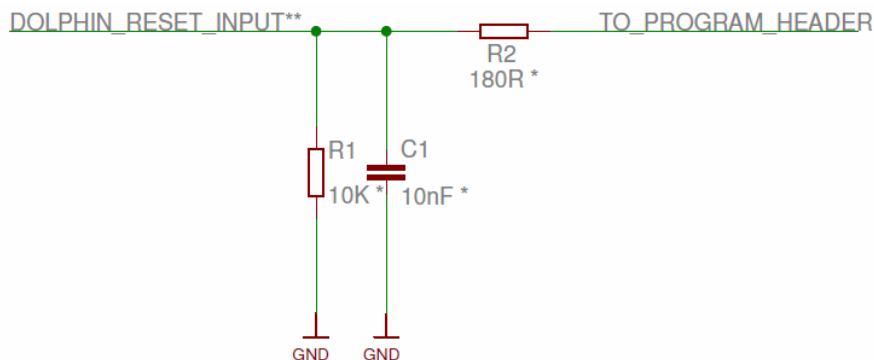 DOLPHIN_RESET_INPUT**
TO_PROGRAM_HEADER
R2
180R *
R1
10K *
C1
10nF *
GND
GND